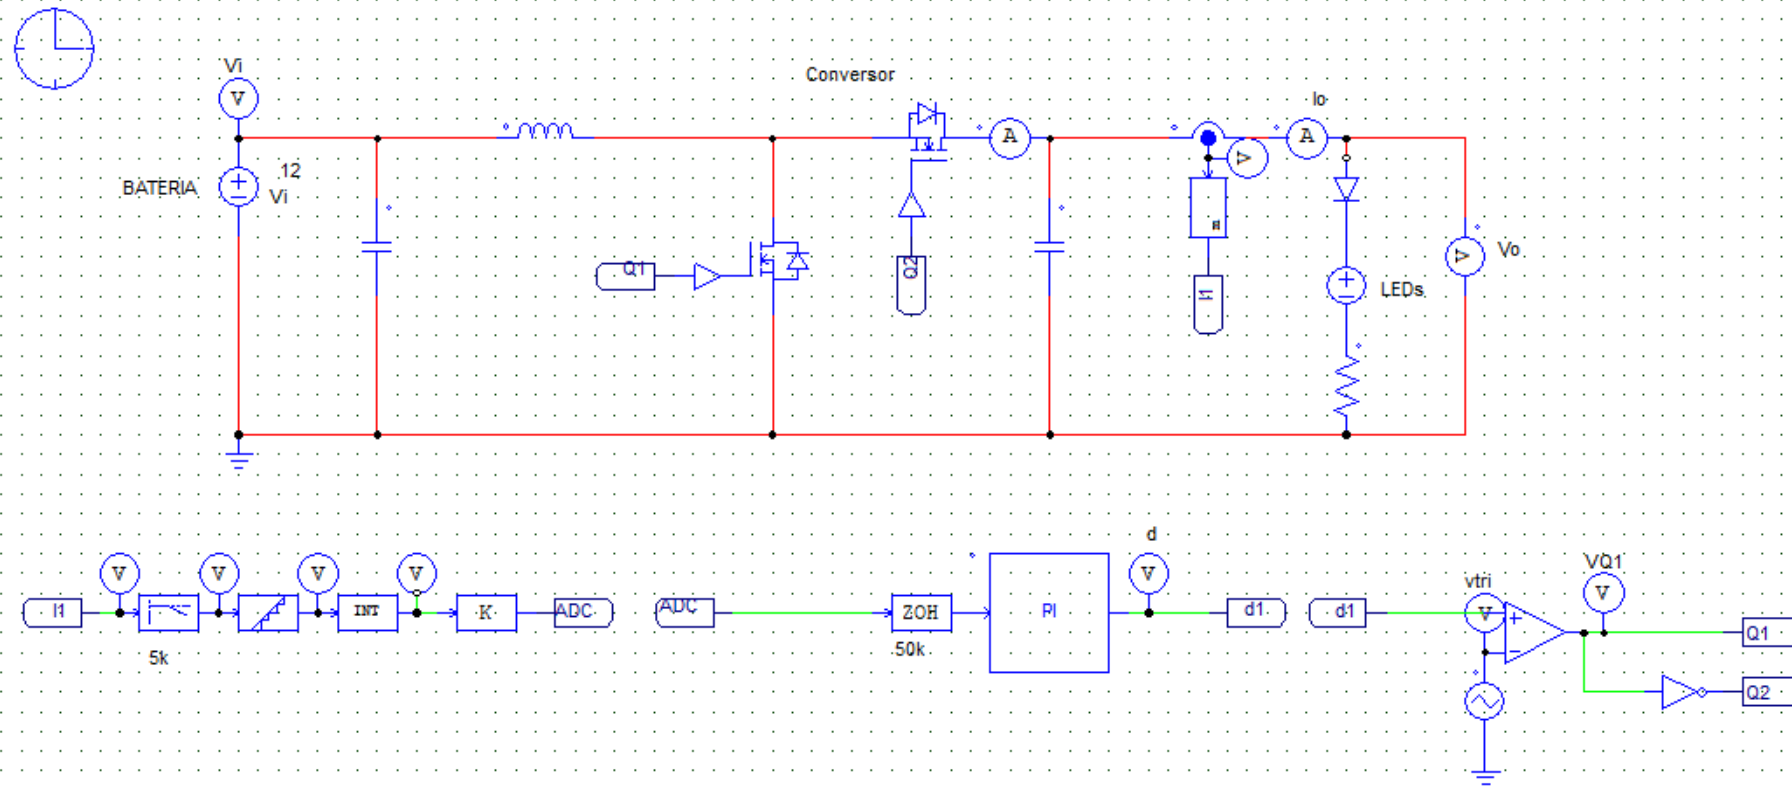 Vi
Conversor
Io
V
12
BATERIA
Vi
A
V
A
Q1
Q2
I1
V
Vo
LEDs
d
VQ1
vtri
V
V
V
V
V
V
V
I1
INT
K
ADC
ADC
ZOH
PI
d1
d1
Q1
5k
50k
Q2